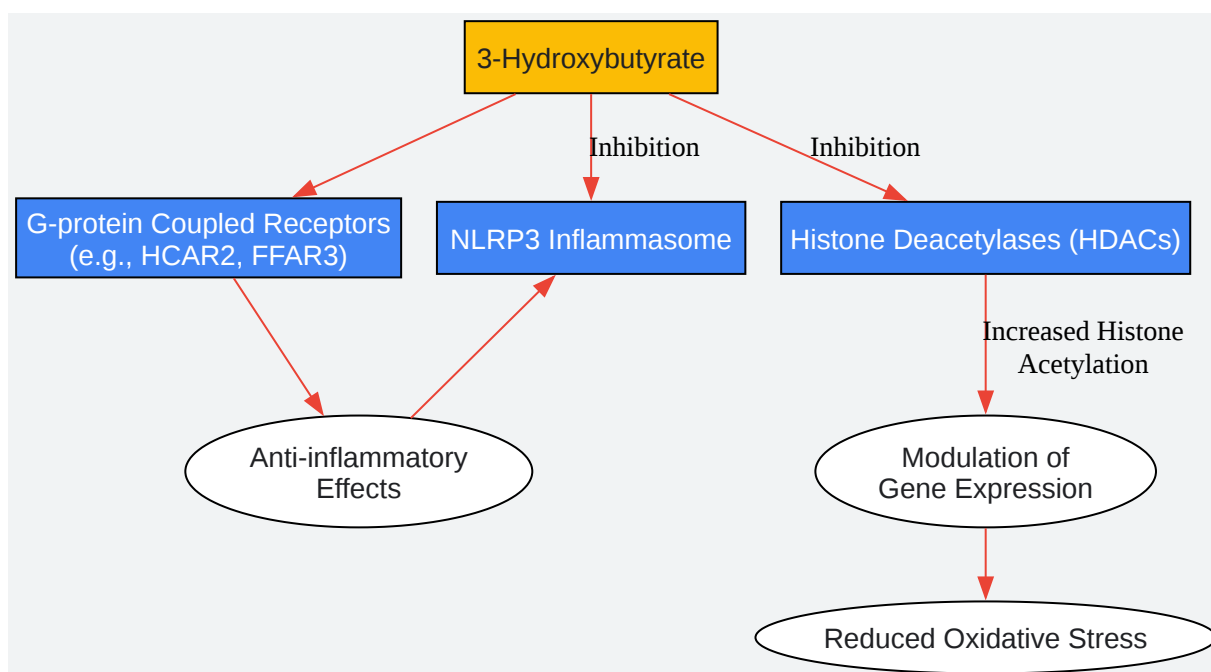 3-Hydroxybutyrate
Inhibition
Inhibition
G-protein Coupled Receptors
(e.g., HCAR2, FFAR3)
NLRP3 Inflammasome
Histone Deacetylases (HDACs)
Increased Histone
Acetylation
Anti-inflammatory
Effects
Modulation of
Gene Expression
Reduced Oxidative Stress